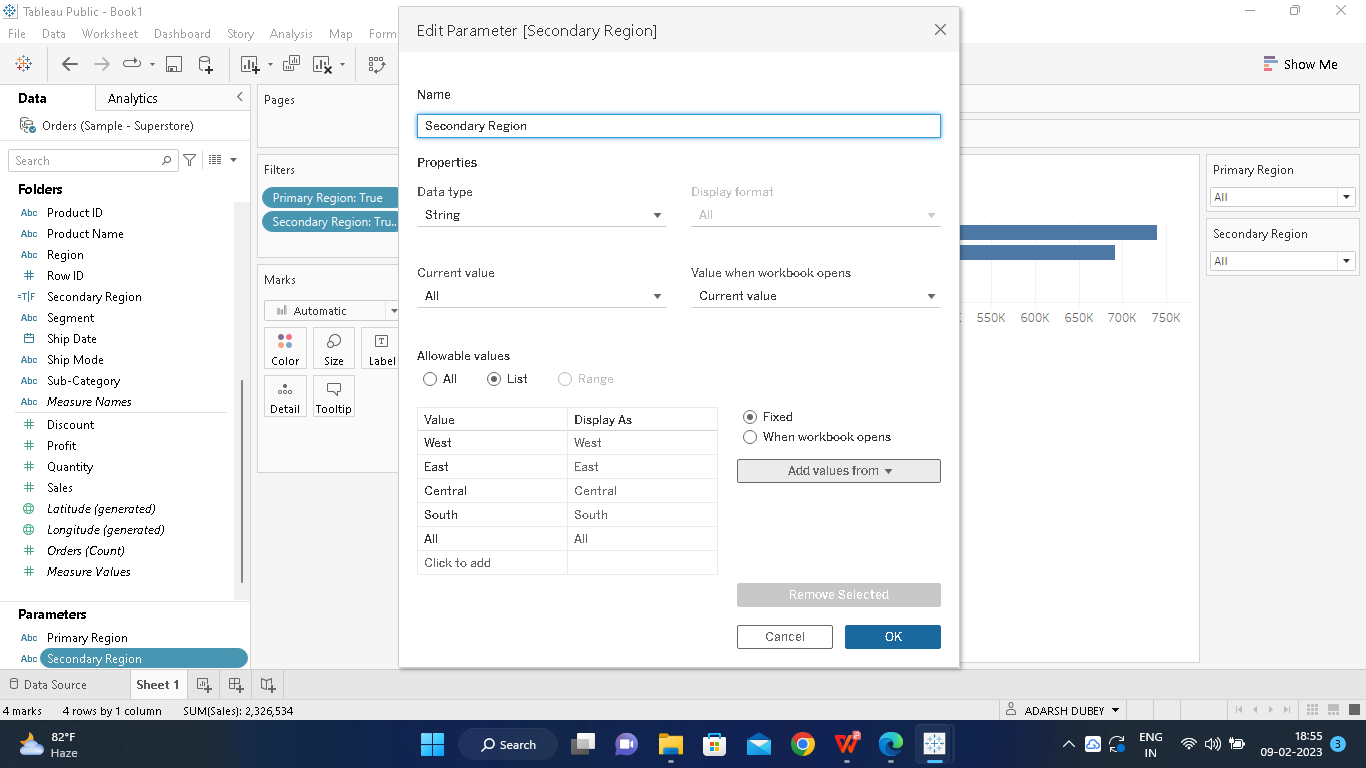 Tableau Public - Book1
File Data Worksheet Dashboard Story Analysis Map Form
Show Me
Data Analytics
Orders (Sample - Superstore)
Search
Folders
Abc Product ID
Abc Product Name
Abc Region
# Row ID
=T|F Secondary Region
Abc Segment
Ship Date
Abc Ship Mode
Abc Sub-Category
Abc Measure Names
# Discount
# Profit
# Quantity
# Sales
Latitude (generated)
Longitude (generated)
# Orders (Count)
# Measure Values
Parameters
Abc Primary Region
Abc Secondary Region
Pages
Filters
Primary Region: True
Secondary Region: Tru..
Marks
Automatic
Color Size Label
Detail Tooltip
Edit Parameter [Secondary Region]
Name
Secondary Region
Properties
Data type Display format
String All
Current value Value when workbook opens
All Current value
Allowable values
All List Range
Value Display As
West West
East East
Central Central
South South
All All
Click to add
Fixed
When workbook opens
Add values from
Remove Selected
Cancel OK
550K 600K 650K 700K 750K
Primary Region
All
Secondary Region
All
Data Source Sheet 1
4 marks 4 rows by 1 column SUM(Sales): 2,326,534
ADARSH DUBEY
82°F
Haze
Search
ENG
IN
18:55
09-02-2023
3